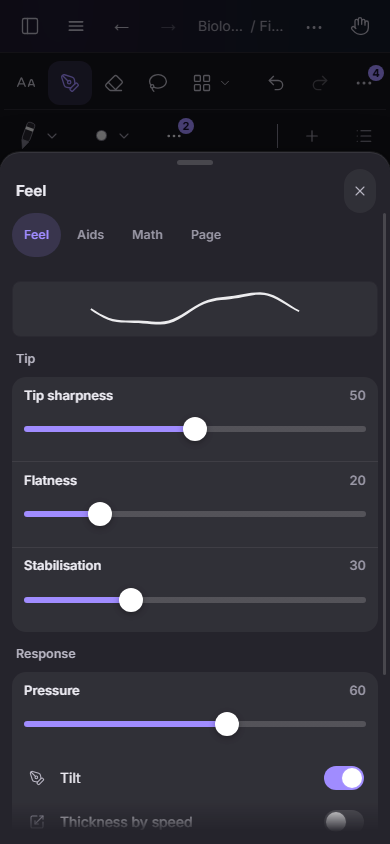 Biolo... / Fi...
AA
4
2
Feel
Feel Aids Math Page
Tip
Tip sharpness 50
Flatness 20
Stabilisation 30
Response
Pressure 60
Tilt
Thickness by speed